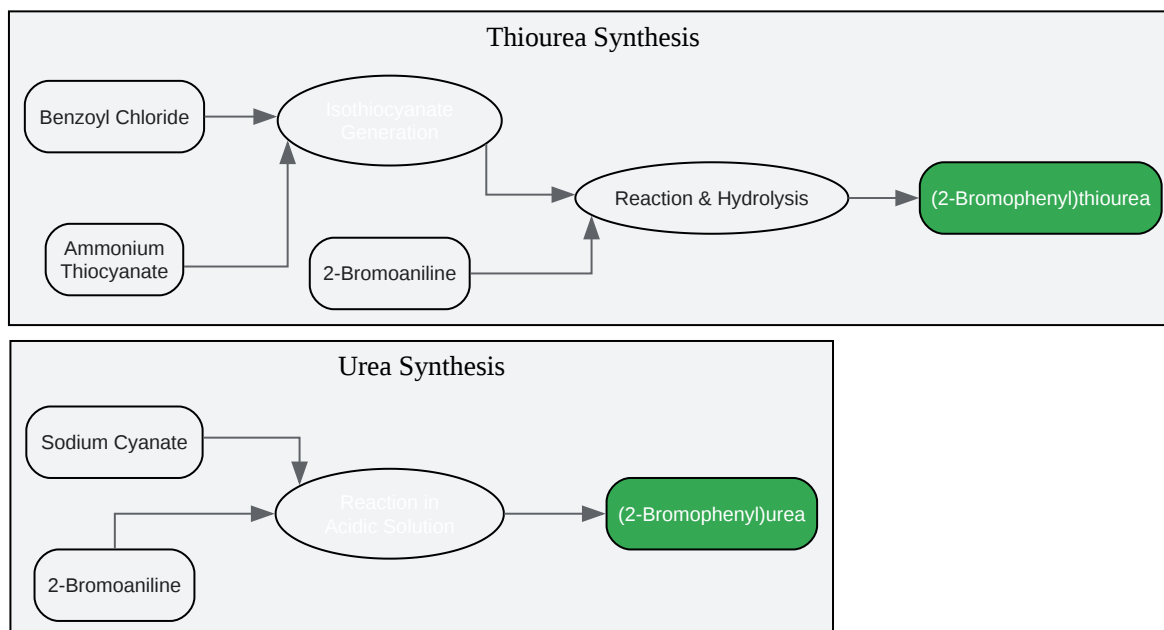 Thiourea Synthesis
Benzoyl Chloride
Isothiocyanate
Generation
Ammonium
Thiocyanate
2-Bromoaniline
Reaction & Hydrolysis
(2-Bromophenyl)thiourea
Urea Synthesis
Sodium Cyanate
2-Bromoaniline
Reaction in
Acidic Solution
(2-Bromophenyl)urea